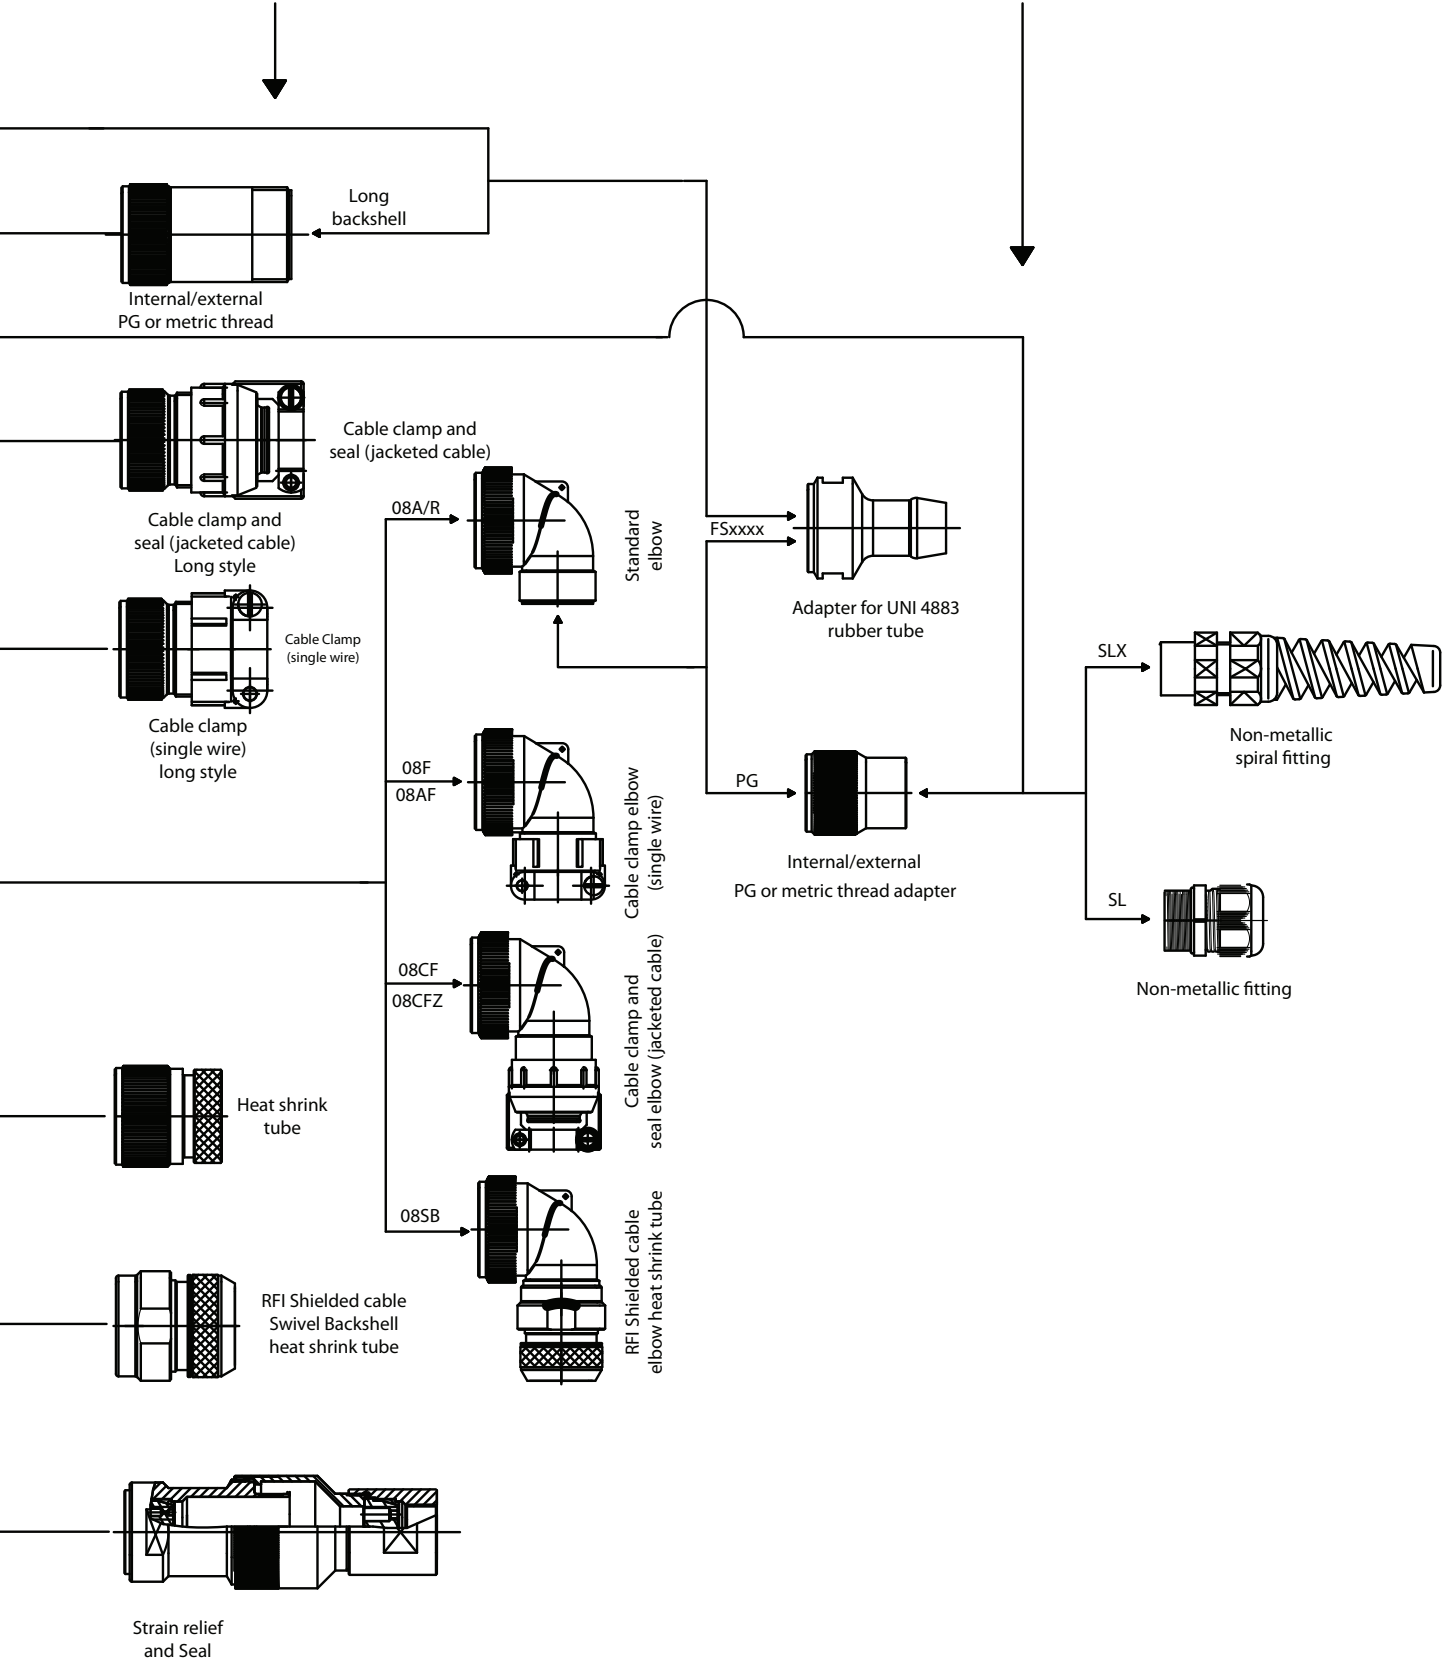 Long
backshell
Internal/external
PG or metric thread
Cable clamp and
seal (jacketed cable)
Cable clamp and
seal (jacketed cable)
Long style
Cable Clamp
(single wire)
Cable clamp
(single wire)
long style
08A/R
Standard
elbow
FSxxxx
Adapter for UNI 4883
rubber tube
SLX
Non-metallic
spiral fitting
08F
08AF
Cable clamp elbow
(single wire)
PG
Internal/external
PG or metric thread adapter
SL
Non-metallic fitting
08CF
08CFZ
Cable clamp and
seal elbow (jacketed cable)
Heat shrink
tube
08SB
RFI Shielded cable
elbow heat shrink tube
RFI Shielded cable
Swivel Backshell
heat shrink tube
Strain relief
and Seal